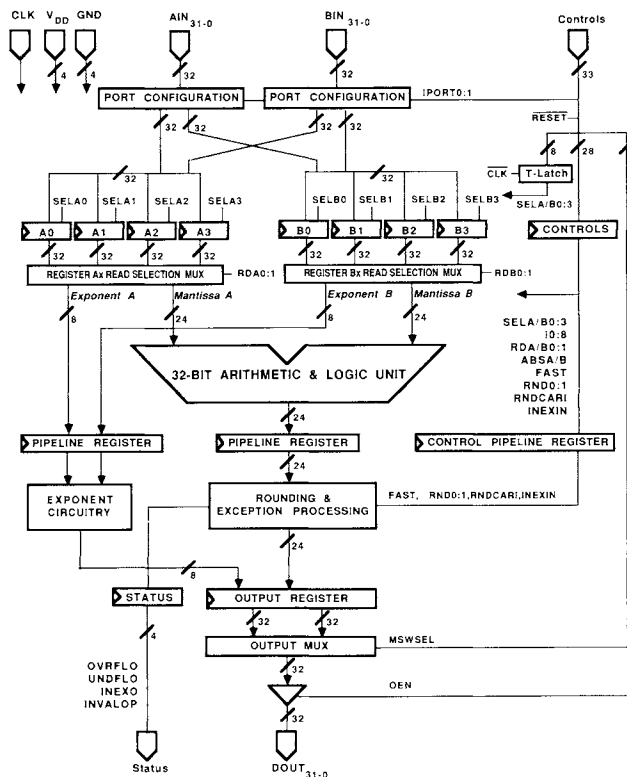 CLK V_DD GND AIN_31-0 BIN_31-0 Controls
4 4 32 32 33
PORT CONFIGURATION PORT CONFIGURATION IPORT0:1
RESET
32 32 32 32 8 28
CLK T-Latch
32 32
SELA0 SELA1 SELA2 SELA3 SELB0 SELB1 SELB2 SELB3 SELA/B0:3
A0 A1 A2 A3 B0 B1 B2 B3 CONTROLS
32 32 32 32 32 32 32 32
REGISTER Ax READ SELECTION MUX RDA0:1 REGISTER Bx READ SELECTION MUX RDB0:1
Exponent A Mantissa A Exponent B Mantissa B
8 24 8 24
SELA/B0:3
I0:8
RDA/B0:1
ABSA/B
FAST
RND0:1
RNDCARI
INEXIN
32-BIT ARITHMETIC & LOGIC UNIT
24
PIPELINE REGISTER PIPELINE REGISTER CONTROL PIPELINE REGISTER
24
EXPONENT
CIRCUITRY
ROUNDING &
EXCEPTION PROCESSING
FAST, RND0:1,RNDCARI,INEXIN
24
8
STATUS OUTPUT REGISTER
4 32 32
OUTPUT MUX MSWSEL
32
OVRFLO
UNDFLO
INEXO
INVALOP
OEN
32
Status DOUT_31-0